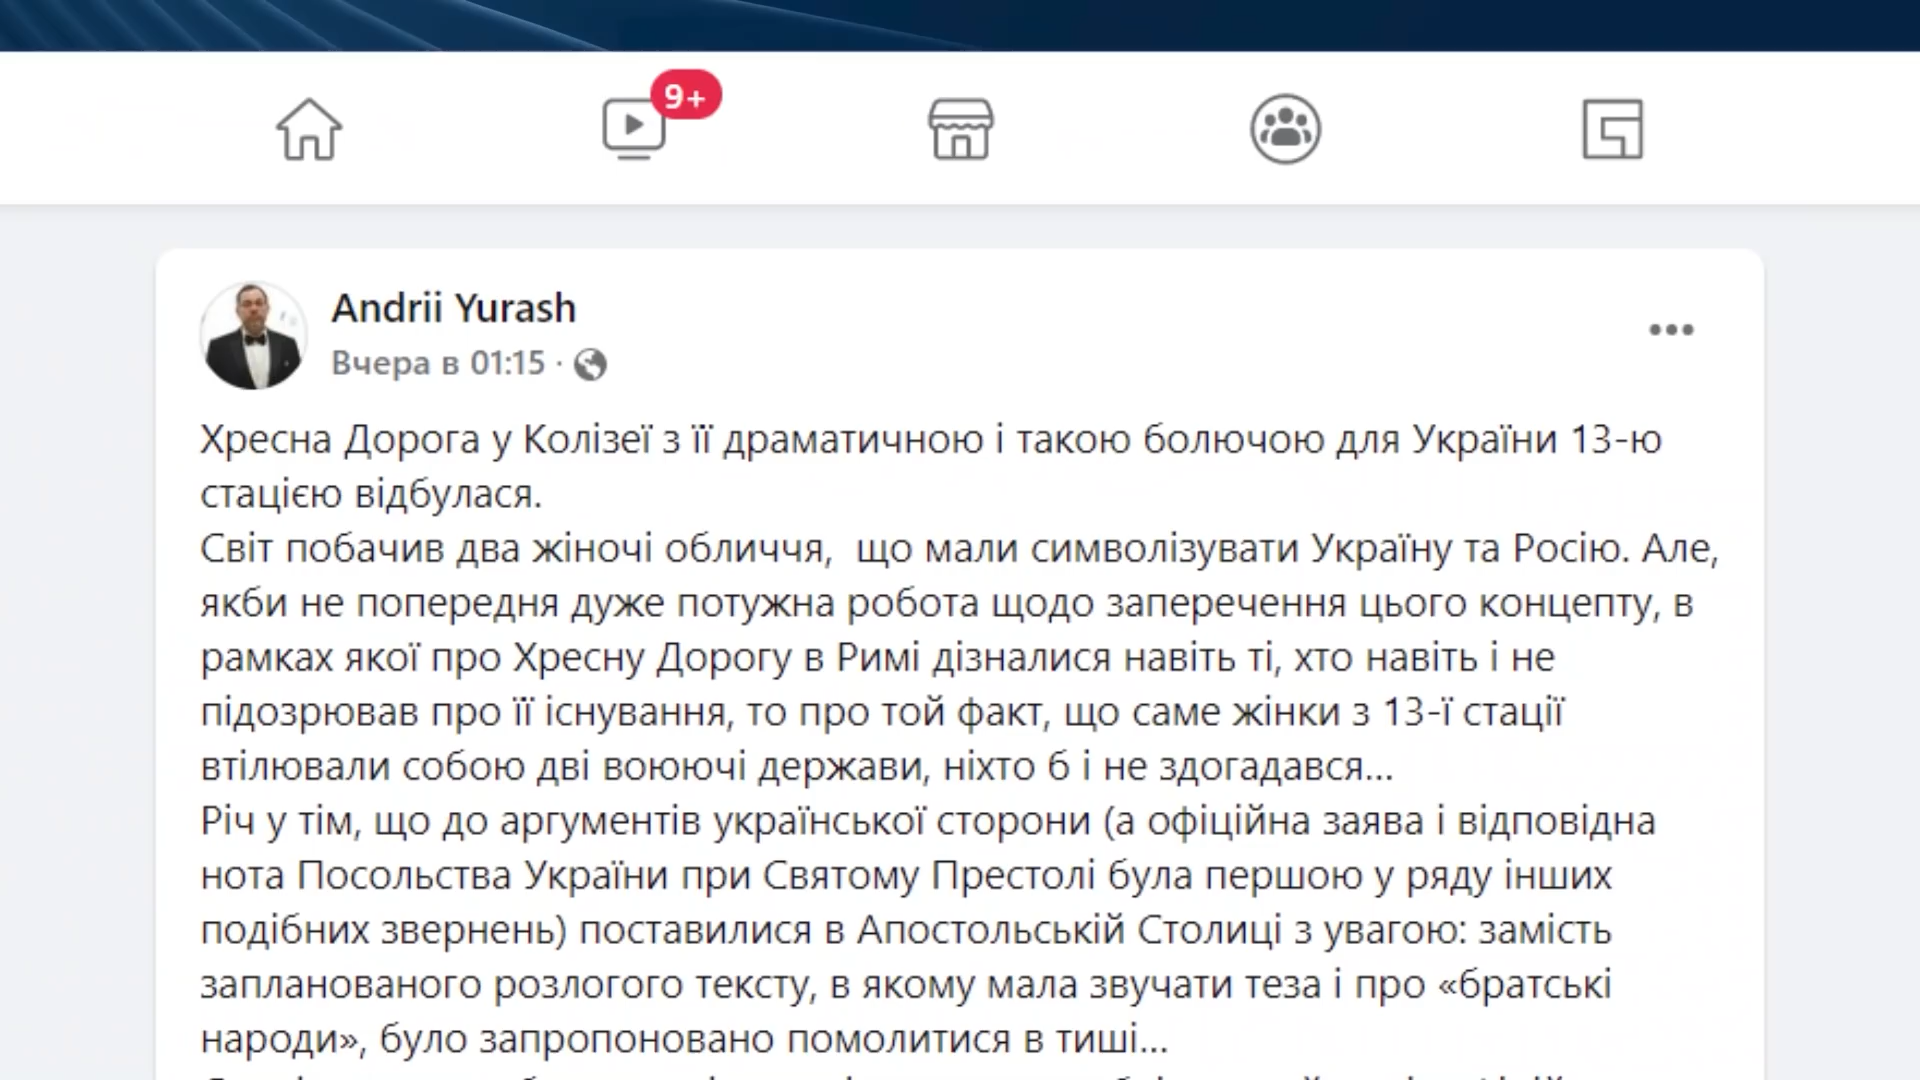 9+
Andrii Yurash
Вчера в 01:15 ·
Хресна Дорога у Колізеї з її драматичною і такою болючою для України 13-ю
стацією відбулася.
Світ побачив два жіночі обличчя,  що мали символізувати Україну та Росію. Але,
якби не попередня дуже потужна робота щодо заперечення цього концепту, в
рамках якої про Хресну Дорогу в Римі дізналися навіть ті, хто навіть і не
підозрював про її існування, то про той факт, що саме жінки з 13-ї стації
втілювали собою дві воюючі держави, ніхто б і не здогадався...
Річ у тім, що до аргументів української сторони (а офіційна заява і відповідна
нота Посольства України при Святому Престолі була першою у ряду інших
подібних звернень) поставилися в Апостольській Столиці з увагою: замість
запланованого розлогого тексту, в якому мала звучати теза і про «братські
народи», було запропоновано помолитися в тиші...